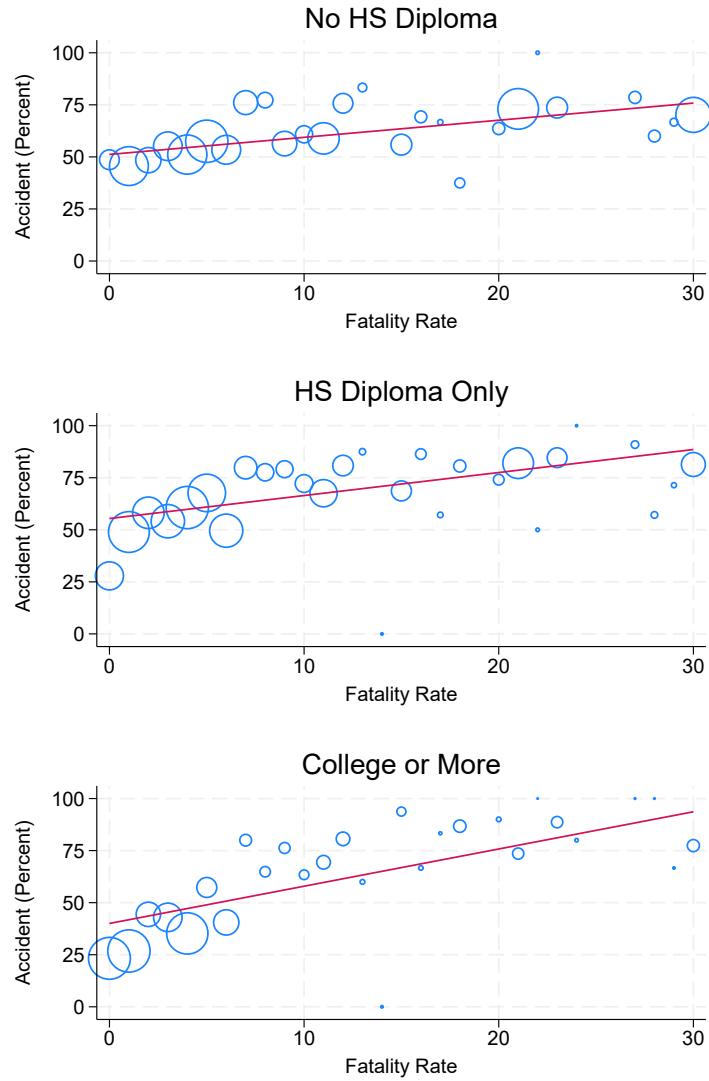 No HS Diploma
100
75
50
25
0
Accident (Percent)
0 10 20 30
Fatality Rate
HS Diploma Only
100
75
50
25
0
Accident (Percent)
0 10 20 30
Fatality Rate
College or More
100
75
50
25
0
Accident (Percent)
0 10 20 30
Fatality Rate